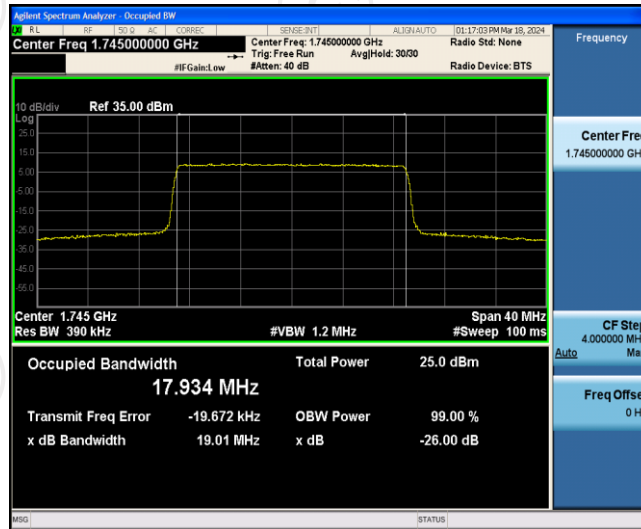 Agilent Spectrum Analyzer - Occupied BW
RL RF 50 Ω AC CORREC SENSE:INT ALIGNAUTO 01:17:03 PM Mar 18, 2024
Center Freq 1.745000000 GHz
Center Freq: 1.745000000 GHz
Radio Std: None
Trig: Free Run Avg|Hold: 30/30
#IFGain:Low
#Atten: 40 dB
Radio Device: BTS
Frequency
10 dB/div Ref 35.00 dBm
Log
25.0
15.0
5.00
-5.00
-15.0
-25.0
-35.0
-45.0
-55.0
Center 1.745 GHz
Span 40 MHz
Res BW 390 kHz
#VBW 1.2 MHz
#Sweep 100 ms
Center Fre
1.745000000 GH
CF Step
4.000000 MH
Auto Ma
Freq Offse
0 H
Occupied Bandwidth
Total Power 25.0 dBm
17.934 MHz
Transmit Freq Error -19.672 kHz OBW Power 99.00 %
x dB Bandwidth 19.01 MHz x dB -26.00 dB
MSG
STATUS